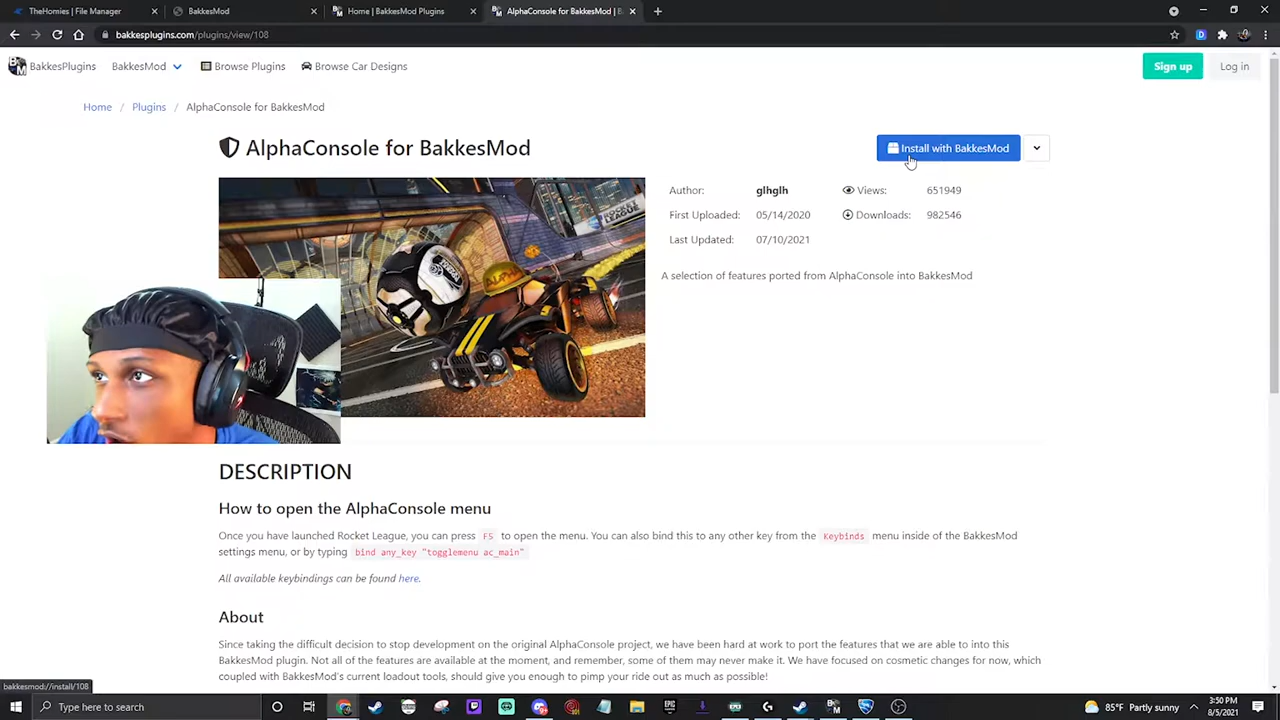 TheHomies | File Manager
BakkesMod
Home | BakkesMod Plugins
AlphaConsole for BakkesMod | B
bakkesplugins.com/plugins/view/108
BakkesPlugins
BakkesMod
Browse Plugins
Browse Car Designs
Sign up
Log in
Home / Plugins / AlphaConsole for BakkesMod
AlphaConsole for BakkesMod
Install with BakkesMod
Author: glhglh
Views: 651949
First Uploaded: 05/14/2020
Downloads: 982546
Last Updated: 07/10/2021
A selection of features ported from AlphaConsole into BakkesMod
DESCRIPTION
How to open the AlphaConsole menu
Once you have launched Rocket League, you can press F5 to open the menu. You can also bind this to any other key from the Keybinds menu inside of the BakkesMod
settings menu, or by typing bind any_key "togglemenu ac_main"
All available keybindings can be found here.
About
Since taking the difficult decision to stop development on the original AlphaConsole project, we have been hard at work to port the features that we are able to into this
BakkesMod plugin. Not all of the features are available at the moment, and remember, some of them may never make it. We have focused on cosmetic changes for now, which
coupled with BakkesMod's current loadout tools, should give you enough to pimp your ride out as much as possible!
bakkesmod://install/108
Type here to search
85°F Partly sunny
3:50 PM
8/5/2021